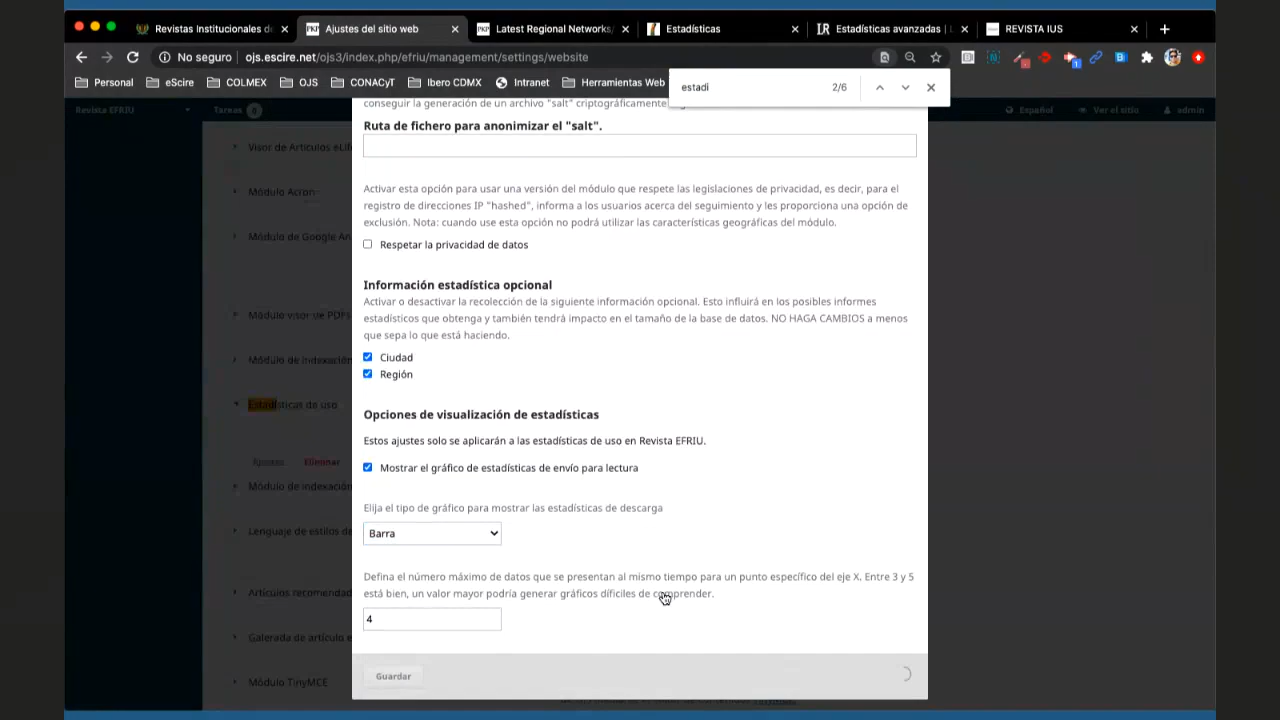 Revistas Institucionales de
Ajustes del sitio web
Latest Regional Networks/
Estadísticas
Estadísticas avanzadas | L
REVISTA IUS
No seguro
ojs.escire.net/ojs3/index.php/efriu/management/settings/website
Personal
eScire
COLMEX
OJS
CONACyT
Ibero CDMX
Intranet
Herramientas Web
estadi
2/6
Revista EFRIU
Tareas
Español
Ver el sitio
admin
conseguir la generación de un archivo "salt" criptográficamente
Ruta de fichero para anonimizar el "salt".
Visor de Artículos eLife
Activar esta opción para usar una versión del módulo que respete las legislaciones de privacidad, es decir, para el
registro de direcciones IP "hashed", informa a los usuarios acerca del seguimiento y les proporciona una opción de
exclusión. Nota: cuando use esta opción no podrá utilizar las características geográficas del módulo.
Módulo Acron
Módulo de Google An
Respetar la privacidad de datos
Información estadística opcional
Activar o desactivar la recolección de la siguiente información opcional. Esto influirá en los posibles informes
estadísticos que obtenga y también tendrá impacto en el tamaño de la base de datos. NO HAGA CAMBIOS a menos
que sepa lo que está haciendo.
Módulo visor de PDFs
Módulo de indexación
Ciudad
Región
Estadísticas de uso
Opciones de visualización de estadísticas
Estos ajustes solo se aplicarán a las estadísticas de uso en Revista EFRIU.
Ajustes
Eliminar
Mostrar el gráfico de estadísticas de envío para lectura
Módulo de indexación
Elija el tipo de gráfico para mostrar las estadísticas de descarga
Lenguaje de estilos de
Barra
Defina el número máximo de datos que se presentan al mismo tiempo para un punto específico del eje X. Entre 3 y 5
está bien, un valor mayor podría generar gráficos difíciles de comprender.
Artículos recomendad
4
Galerada de artículo e
Guardar
Módulo TinyMCE